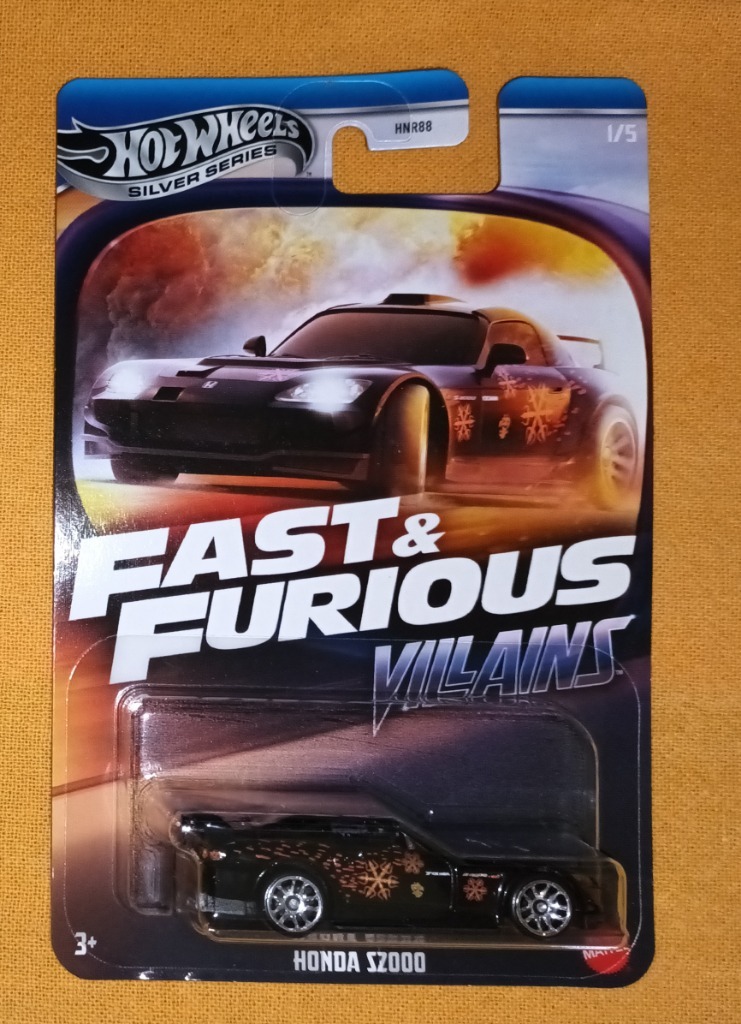 HNR88
1/5
HOT WHEELS
SILVER SERIES
FAST &
FURIOUS
VILLAINS
3+
HONDA S2000
MATTEL